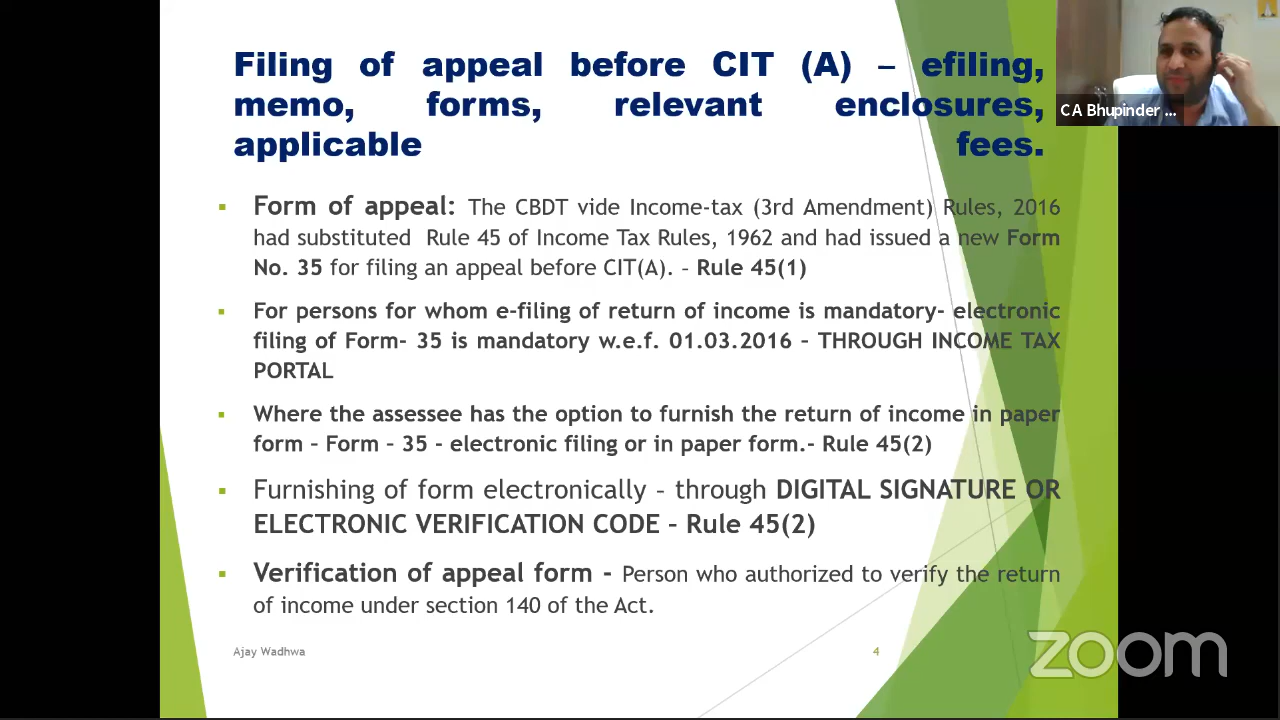 Filing of appeal before CIT (A) – efiling,
memo, forms, relevant enclosures,
applicable fees.
CA Bhupinder ...
▪ Form of appeal: The CBDT vide Income-tax (3rd Amendment) Rules, 2016
had substituted Rule 45 of Income Tax Rules, 1962 and had issued a new Form
No. 35 for filing an appeal before CIT(A). – Rule 45(1)
▪ For persons for whom e-filing of return of income is mandatory- electronic
filing of Form- 35 is mandatory w.e.f. 01.03.2016 – THROUGH INCOME TAX
PORTAL
▪ Where the assessee has the option to furnish the return of income in paper
form – Form – 35 - electronic filing or in paper form.- Rule 45(2)
▪ Furnishing of form electronically – through DIGITAL SIGNATURE OR
ELECTRONIC VERIFICATION CODE – Rule 45(2)
▪ Verification of appeal form - Person who authorized to verify the return
of income under section 140 of the Act.
Ajay Wadhwa
4
zoom